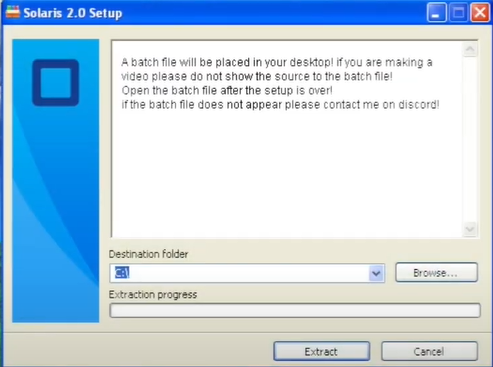 Solaris 2.0 Setup
A batch file will be placed in your desktop! if you are making a
video please do not show the source to the batch file!
Open the batch file after the setup is over!
if the batch file does not appear please contact me on discord!
Destination folder
C:\
Browse...
Extraction progress
Extract
Cancel